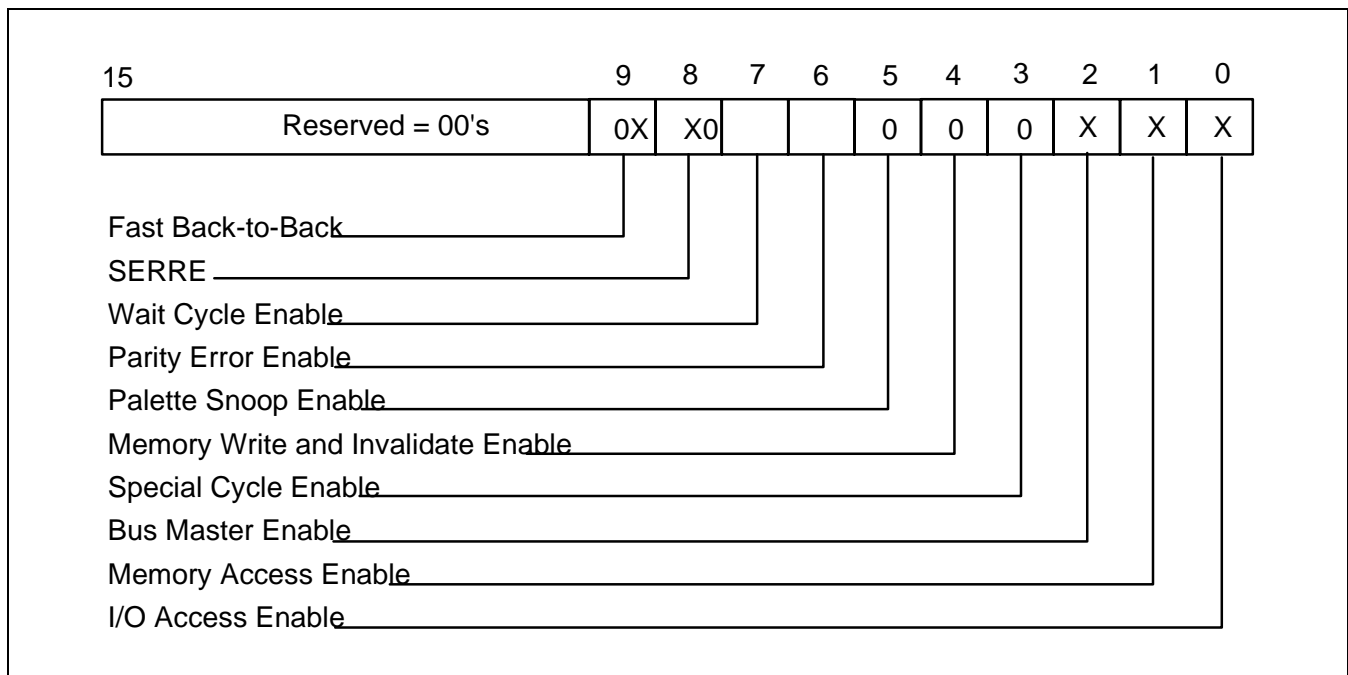 15 9 8 7 6 5 4 3 2 1 0
Reserved = 00's 0X X0 0 0 0 X X X
Fast Back-to-Back
SERRE
Wait Cycle Enable
Parity Error Enable
Palette Snoop Enable
Memory Write and Invalidate Enable
Special Cycle Enable
Bus Master Enable
Memory Access Enable
I/O Access Enable